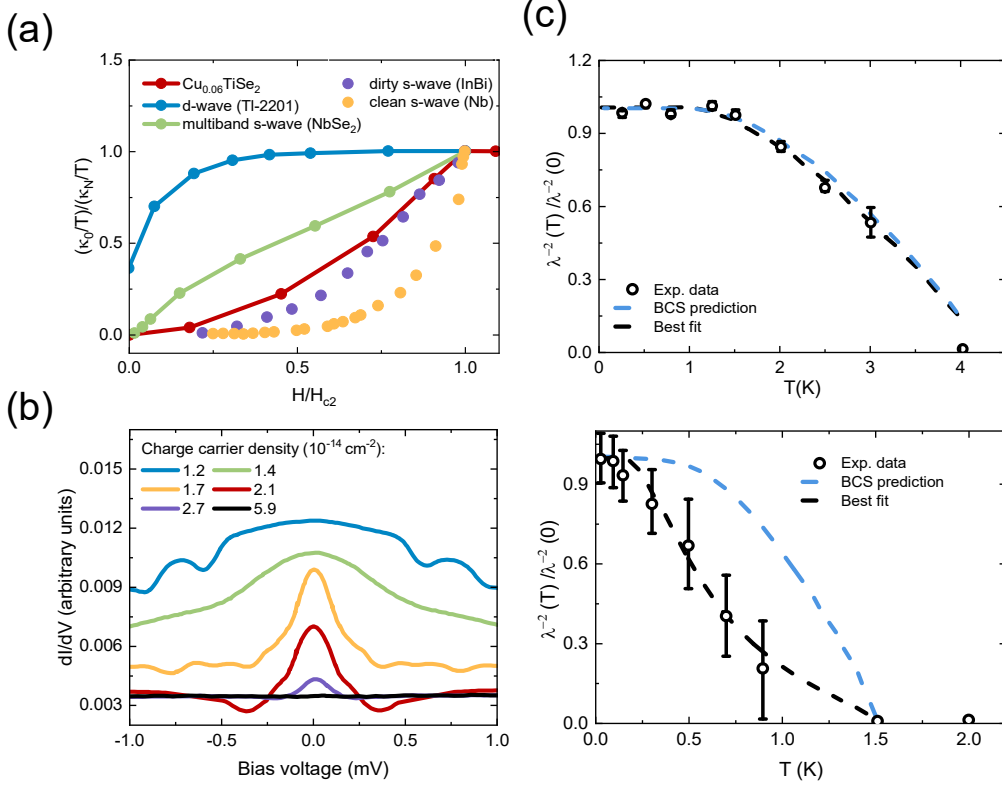 (a)
1.5
1.0
0.5
0.0
(κ₀/T)/(κ_N/T)
Cu₀.₀₆TiSe₂
d-wave (Tl-2201)
multiband s-wave (NbSe₂)
dirty s-wave (InBi)
clean s-wave (Nb)
0.0 0.5 1.0
H/H_c2
(b)
Charge carrier density (10⁻¹⁴ cm⁻²):
1.2 1.4
1.7 2.1
2.7 5.9
0.015
0.012
0.009
0.006
0.003
dI/dV (arbitrary units)
-1.0 -0.5 0.0 0.5 1.0
Bias voltage (mV)
(c)
1.2
0.9
0.6
0.3
0.0
λ⁻² (T) /λ⁻² (0)
Exp. data
BCS prediction
Best fit
0 1 2 3 4
T(K)
0.9
0.6
0.3
0.0
λ⁻² (T) /λ⁻² (0)
Exp. data
BCS prediction
Best fit
0.0 0.5 1.0 1.5 2.0
T (K)